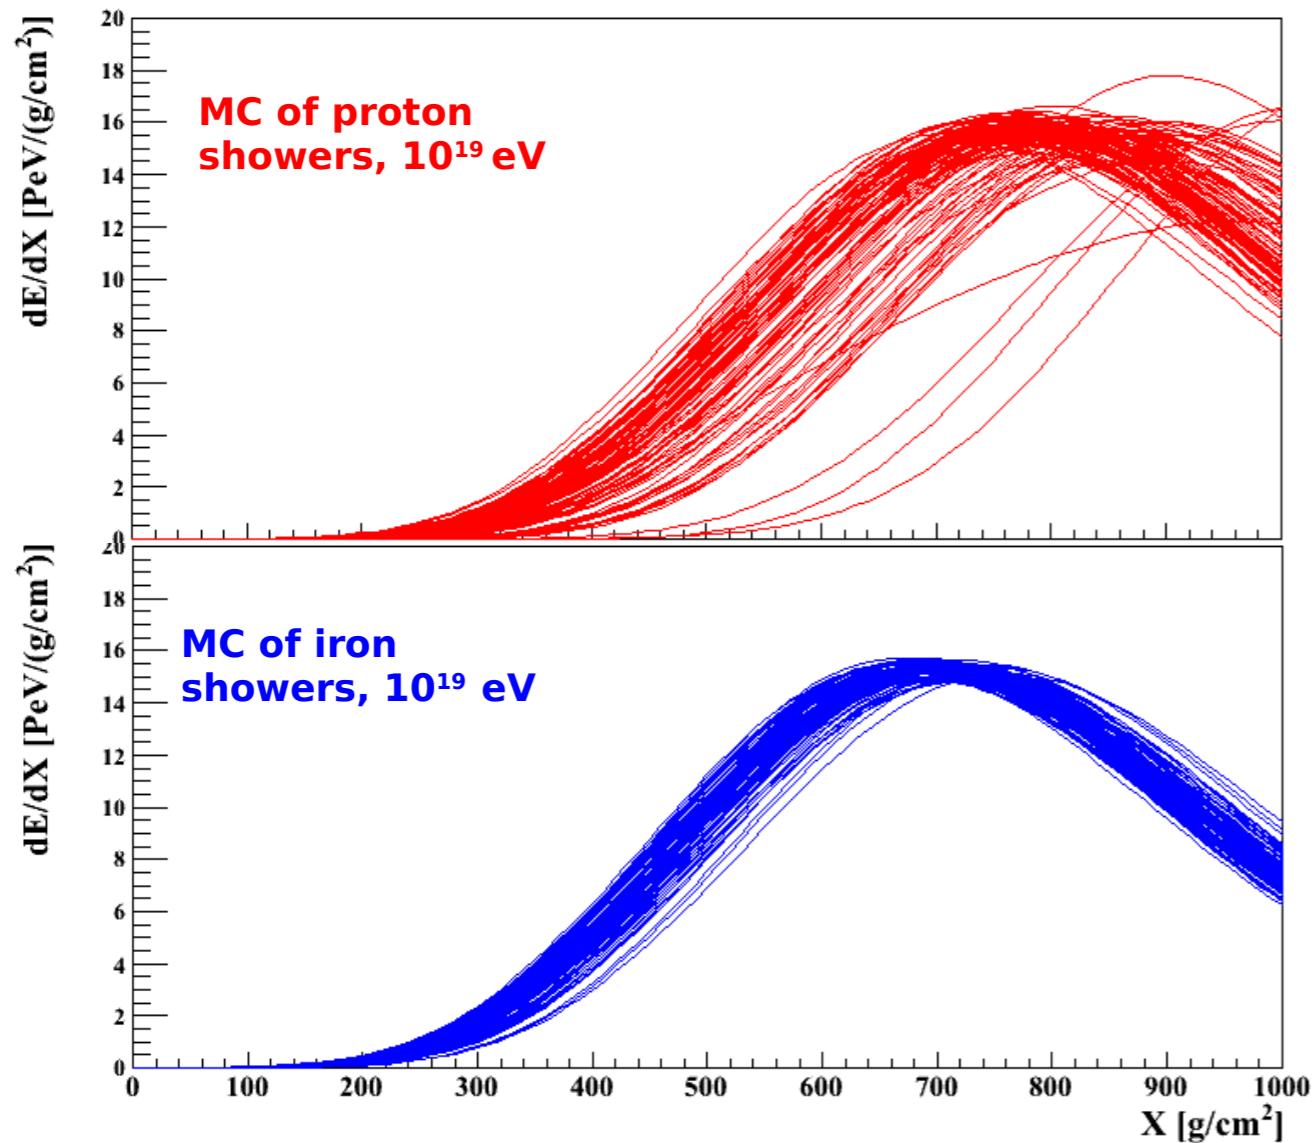 dE/dX [PeV/(g/cm²)]
20
18
16
14
12
10
8
6
4
2
0
MC of proton
showers, 10¹⁹ eV
dE/dX [PeV/(g/cm²)]
20
18
16
14
12
10
8
6
4
2
0
MC of iron
showers, 10¹⁹ eV
0 100 200 300 400 500 600 700 800 900 1000
X [g/cm²]